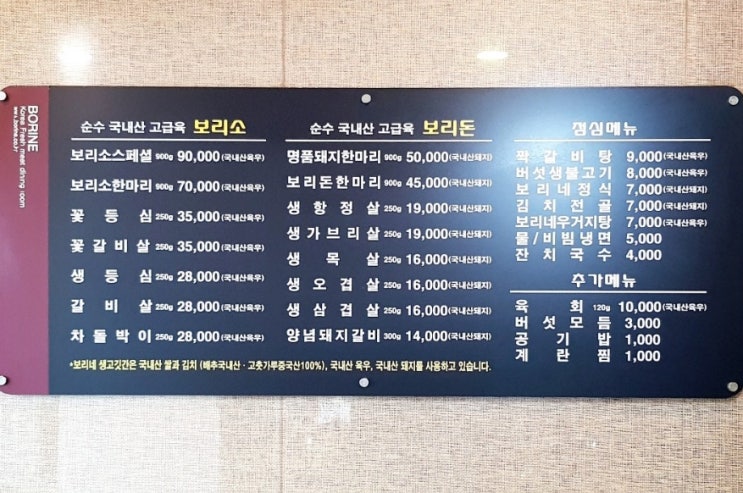 BORINE
Korea Fresh meat dining room
www.borine.co.kr
순수 국내산 고급육 보리소
보리소스페셜 900g 90,000(국내산육우)
보리소한마리 900g 70,000(국내산육우)
꽃등심 250g 35,000(국내산육우)
꽃갈비살 250g 35,000(국내산육우)
생등심 250g 28,000(국내산육우)
갈비살 250g 28,000(국내산육우)
차돌박이 250g 28,000(국내산육우)
순수 국내산 고급육 보리돈
명품돼지한마리 900g 50,000(국내산돼지)
보리돈한마리 900g 45,000(국내산돼지)
생항정살 250g 19,000(국내산돼지)
생가브리살 250g 19,000(국내산돼지)
생목살 250g 16,000(국내산돼지)
생오겹살 250g 16,000(국내산돼지)
생삼겹살 250g 16,000(국내산돼지)
양념돼지갈비 300g 14,000(국내산돼지)
*보리네 생고깃간은 국내산 쌀과 김치 (배추국내산 · 고춧가루중국산100%), 국내산 육우, 국내산 돼지를 사용하고 있습니다.
점심메뉴
짝갈비탕 9,000(국내산육우)
버섯생불고기 8,000(국내산육우)
보리네정식 7,000(국내산돼지)
김치전골 7,000(국내산돼지)
보리네우거지탕 7,000(국내산육우)
물/비빔냉면 5,000
잔치국수 4,000
추가메뉴
육회 120g 10,000(국내산육우)
버섯모듬 3,000
공기밥 1,000
계란찜 1,000